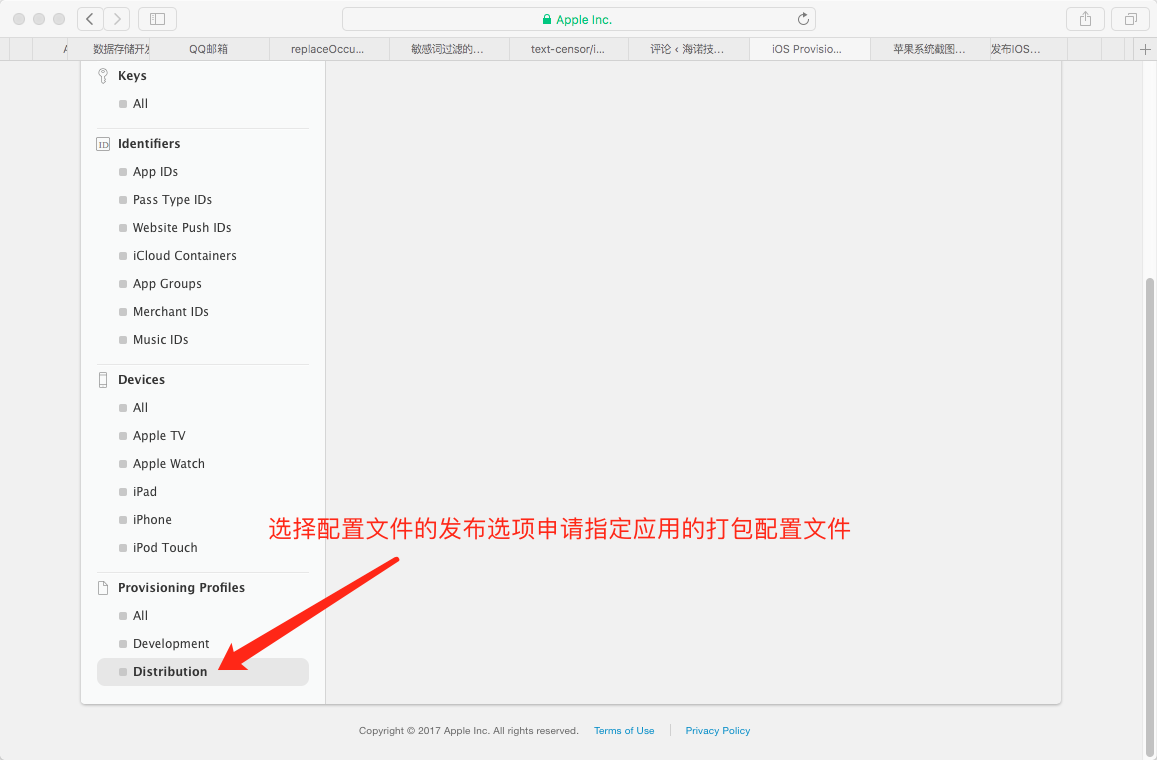 Apple Inc.
数据存储开发
QQ邮箱
replaceOccu...
敏感词过滤的...
text-censor/i...
评论 ‹ 海诺技...
iOS Provisio...
苹果系统截图...
发布IOS...
Keys
All
ID Identifiers
App IDs
Pass Type IDs
Website Push IDs
iCloud Containers
App Groups
Merchant IDs
Music IDs
Devices
All
Apple TV
Apple Watch
iPad
iPhone
iPod Touch
选择配置文件的发布选项申请指定应用的打包配置文件
Provisioning Profiles
All
Development
Distribution
Copyright © 2017 Apple Inc. All rights reserved. Terms of Use Privacy Policy